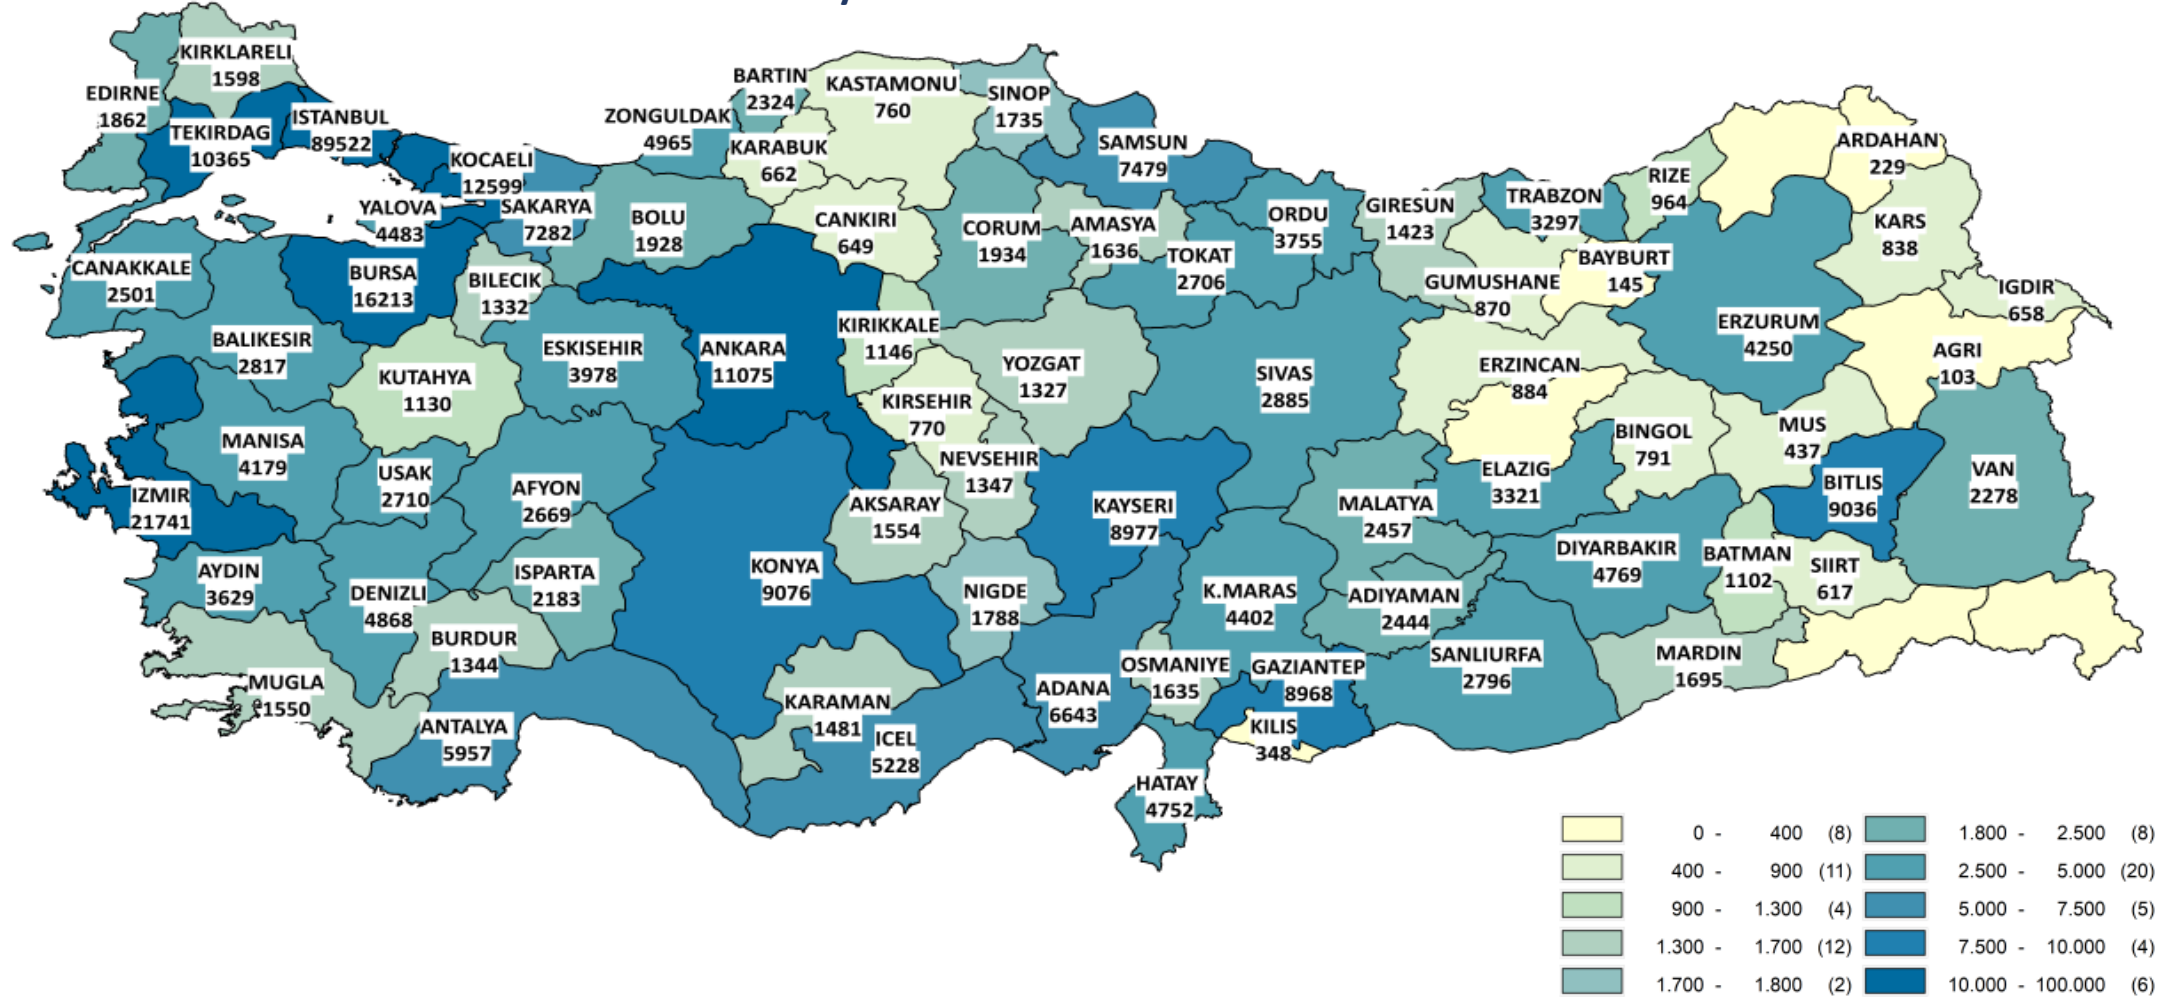 KIRKLARELI
1598
EDIRNE
1862
TEKIRDAG
10365
ISTANBUL
89522
KOCAELI
12599
YALOVA
4483
SAKARYA
7282
ZONGULDAK
4965
BARTIN
2324
KARABUK
662
KASTAMONU
760
SINOP
1735
SAMSUN
7479
BOLU
1928
CANKIRI
649
CORUM
1934
AMASYA
1636
TOKAT
2706
ORDU
3755
GIRESUN
1423
TRABZON
3297
RIZE
964
ARDAHAN
229
KARS
838
GUMUSHANE
870
BAYBURT
145
IGDIR
658
CANAKKALE
2501
BURSA
16213
BILECIK
1332
BALIKESIR
2817
KUTAHYA
1130
ESKISEHIR
3978
ANKARA
11075
KIRIKKALE
1146
YOZGAT
1327
SIVAS
2885
ERZINCAN
884
ERZURUM
4250
AGRI
103
KIRSEHIR
770
NEVSEHIR
1347
MANISA
4179
USAK
2710
AFYON
2669
IZMIR
21741
AKSARAY
1554
KAYSERI
8977
MALATYA
2457
ELAZIG
3321
BINGOL
791
MUS
437
BITLIS
9036
VAN
2278
AYDIN
3629
DENIZLI
4868
ISPARTA
2183
KONYA
9076
NIGDE
1788
K.MARAS
4402
ADIYAMAN
2444
DIYARBAKIR
4769
BATMAN
1102
SIIRT
617
BURDUR
1344
MUGLA
1550
ANTALYA
5957
KARAMAN
1481
ICEL
5228
ADANA
6643
OSMANIYE
1635
GAZIANTEP
8968
KILIS
348
SANLIURFA
2796
MARDIN
1695
HATAY
4752
0 - 400 (8)
400 - 900 (11)
900 - 1.300 (4)
1.300 - 1.700 (12)
1.700 - 1.800 (2)
1.800 - 2.500 (8)
2.500 - 5.000 (20)
5.000 - 7.500 (5)
7.500 - 10.000 (4)
10.000 - 100.000 (6)